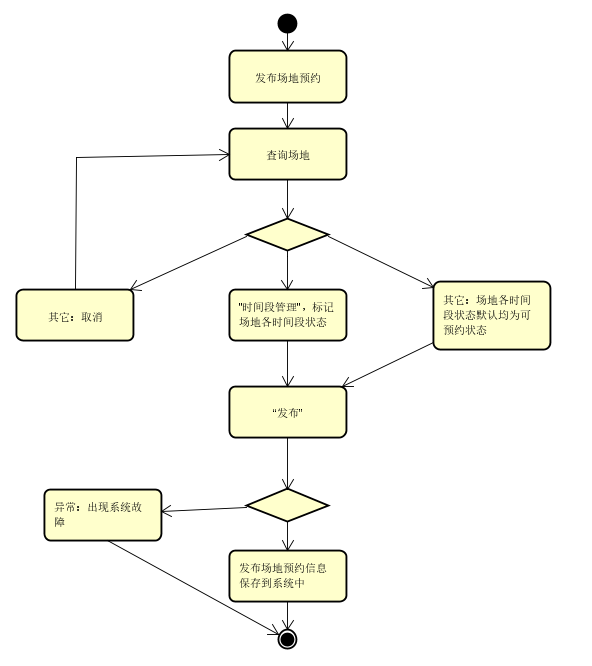 发布场地预约
查询场地
其它：取消
"时间段管理"，标记
场地各时间段状态
其它：场地各时间
段状态默认均为可
预约状态
“发布”
异常：出现系统故
障
发布场地预约信息
保存到系统中